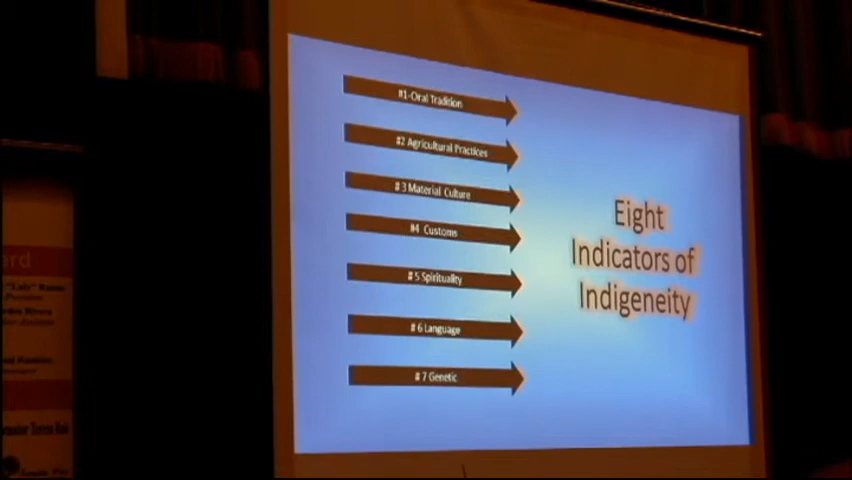 #1-Oral Tradition
#2 Agricultural Practices
# 3 Material Culture
#4 Customs
# 5 Spirituality
# 6 Language
# 7 Genetic
Eight
Indicators of
Indigeneity